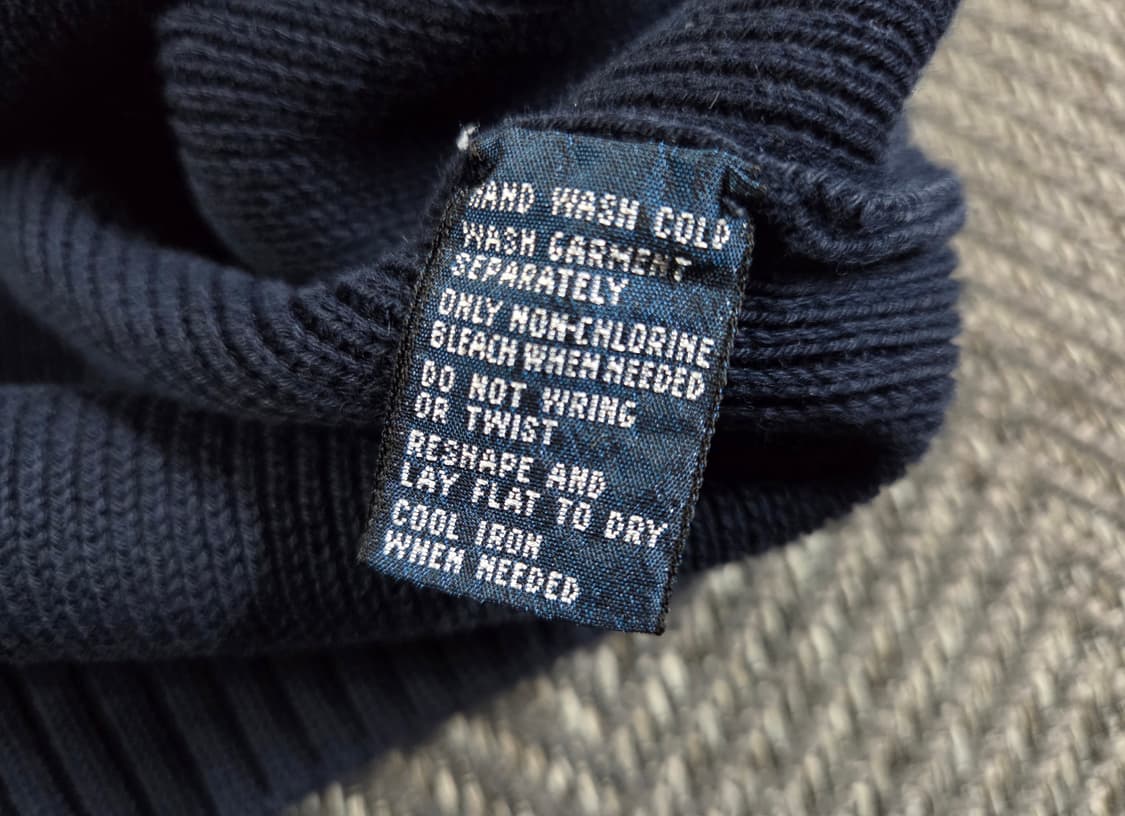 HAND WASH COLD
WASH GARMENT
SEPARATELY
ONLY NON-CHLORINE
BLEACH WHEN NEEDED
DO NOT WRING
OR TWIST
RESHAPE AND
LAY FLAT TO DRY
COOL IRON
WHEN NEEDED